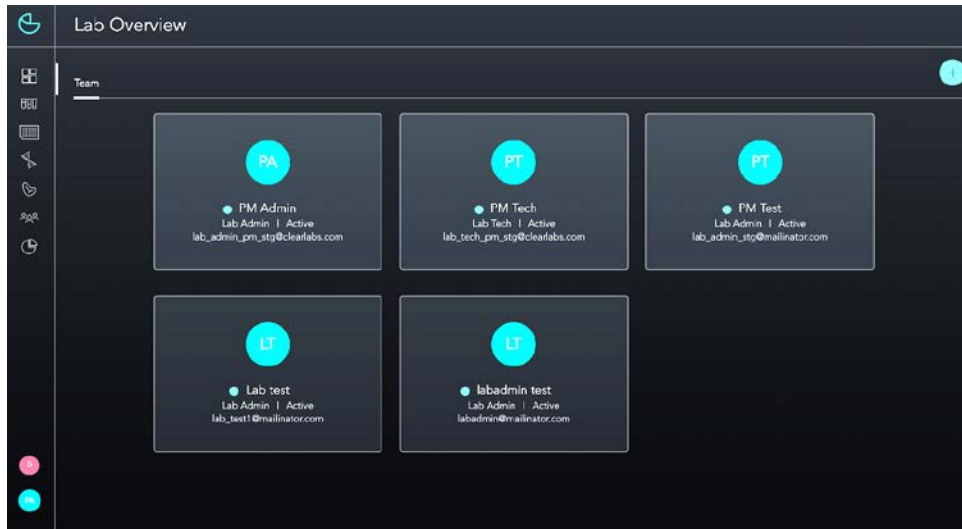 Lab Overview
Team
+
PA
PM Admin
Lab Admin | Active
lab_admin_pm_stg@clearlabs.com
PT
PM Tech
Lab Tech | Active
lab_tech_pm_stg@clearlabs.com
PT
PM Test
Lab Admin | Active
lab_admin_stg@mailinator.com
LT
Lab test
Lab Admin | Active
lab_test1@mailinator.com
LT
labadmin test
Lab Admin | Active
labadmin@mailinator.com
PA